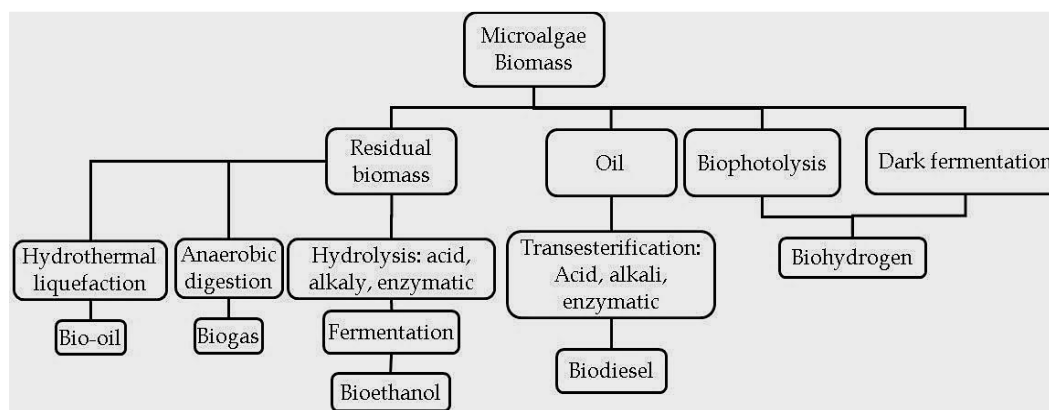 Microalgae
Biomass
Residual
biomass
Oil
Biophotolysis
Dark fermentation
Hydrothermal
liquefaction
Anaerobic
digestion
Hydrolysis: acid,
alkaly, enzymatic
Transesterification:
Acid, alkali,
enzymatic
Biohydrogen
Bio-oil
Biogas
Fermentation
Biodiesel
Bioethanol